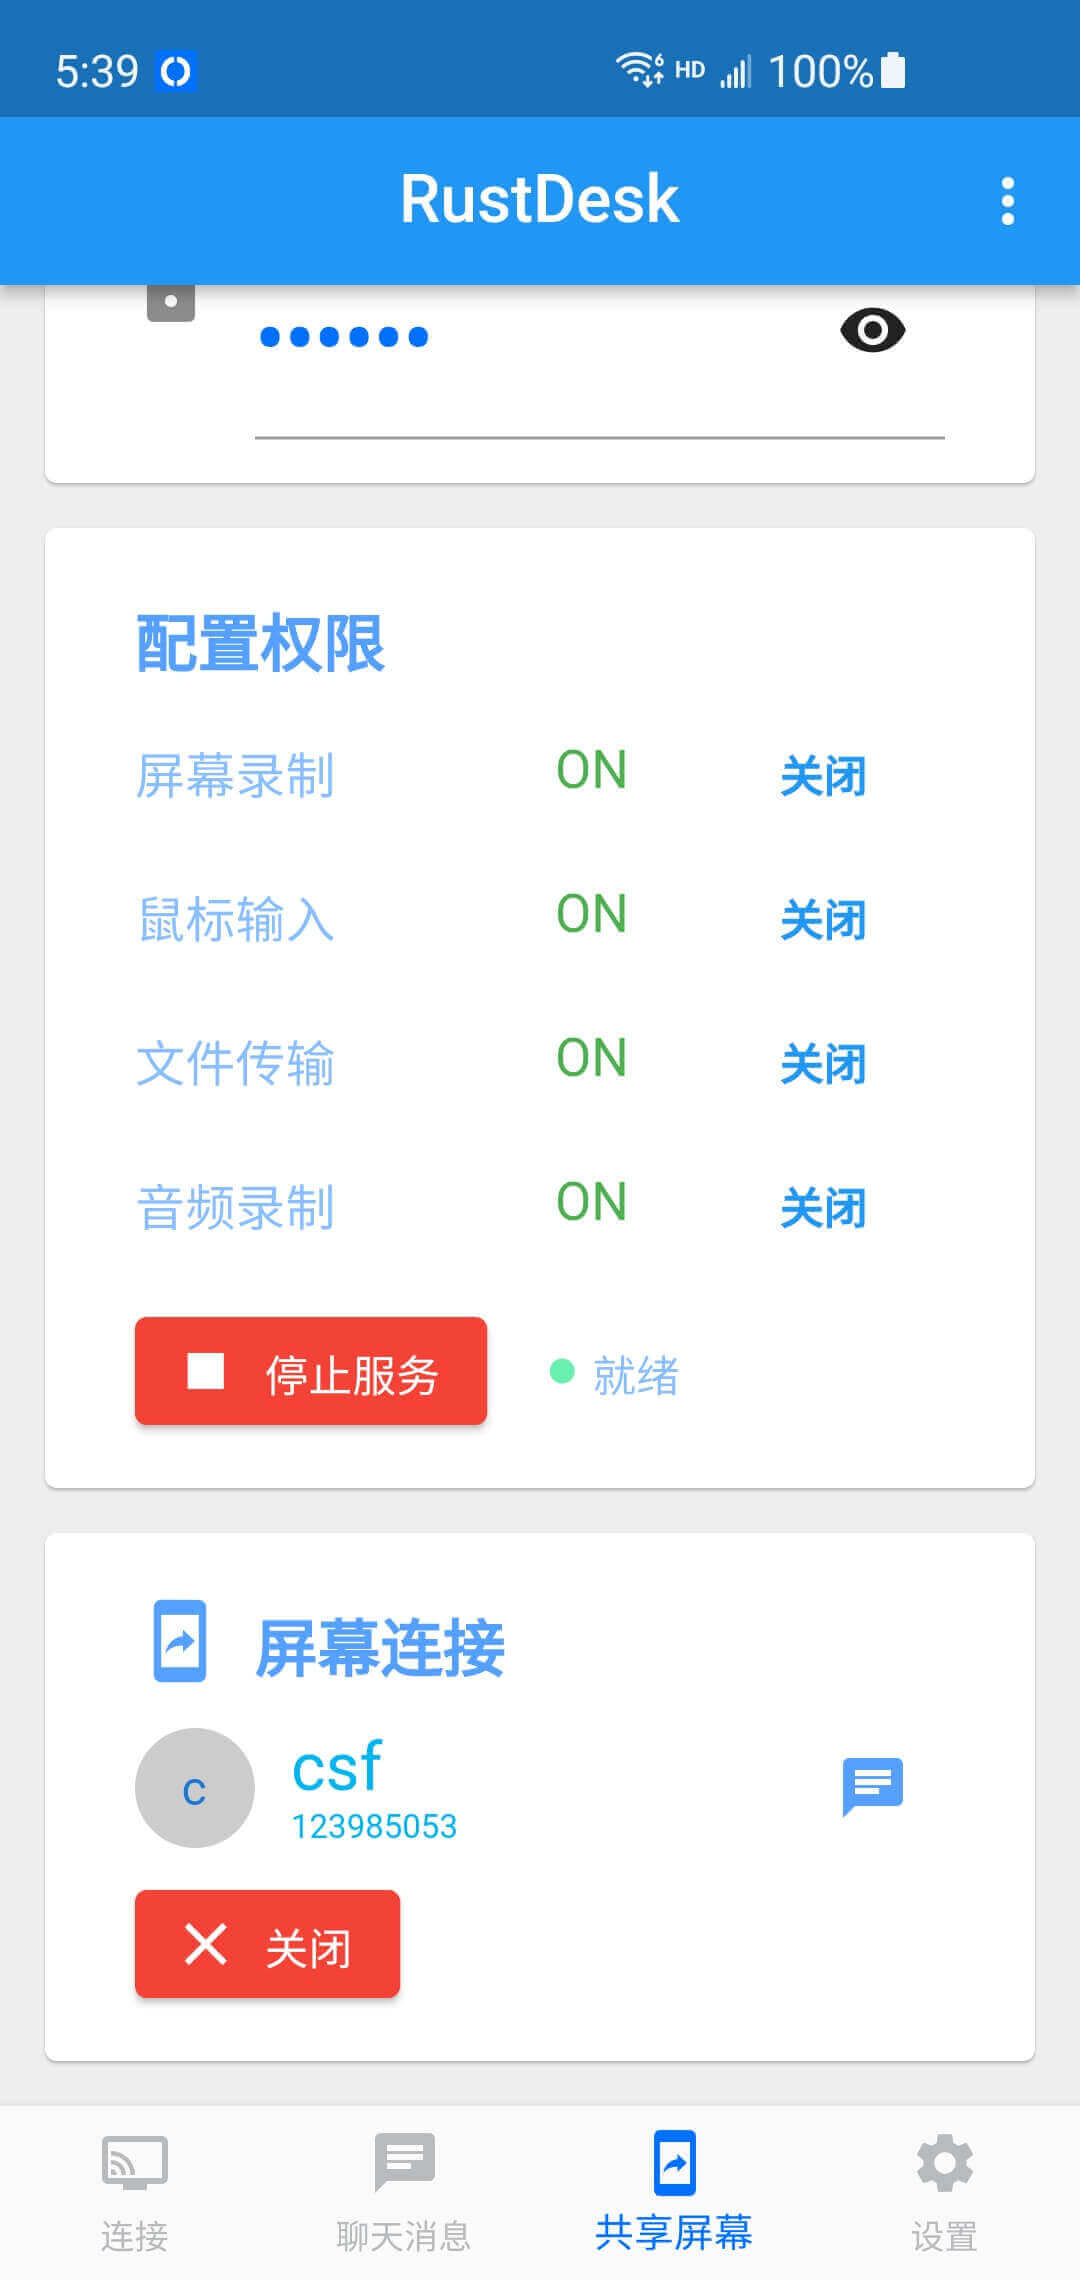 5:39 6 HD 100%
RustDesk
••••••
配置权限
屏幕录制 ON 关闭
鼠标输入 ON 关闭
文件传输 ON 关闭
音频录制 ON 关闭
停止服务 就绪
屏幕连接
c csf
123985053
关闭
连接 聊天消息 共享屏幕 设置